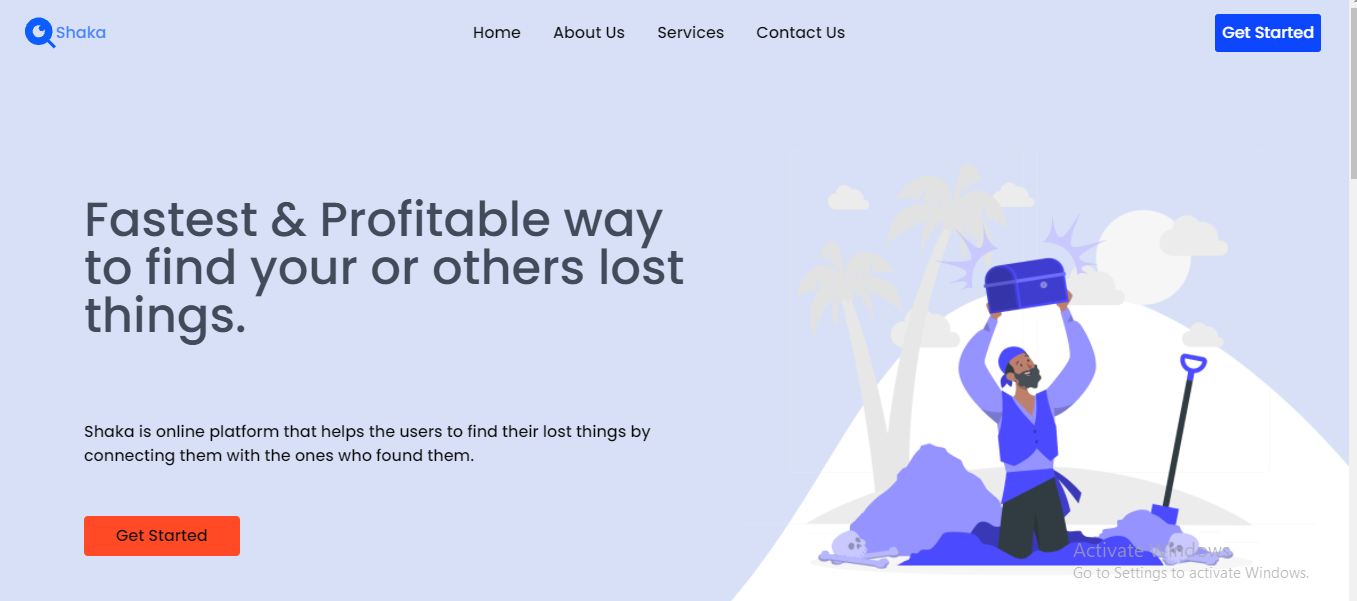 Shaka
Home About Us Services Contact Us
Get Started
Fastest & Profitable way
to find your or others lost
things.
Shaka is online platform that helps the users to find their lost things by
connecting them with the ones who found them.
Get Started
Activate Windows
Go to Settings to activate Windows.